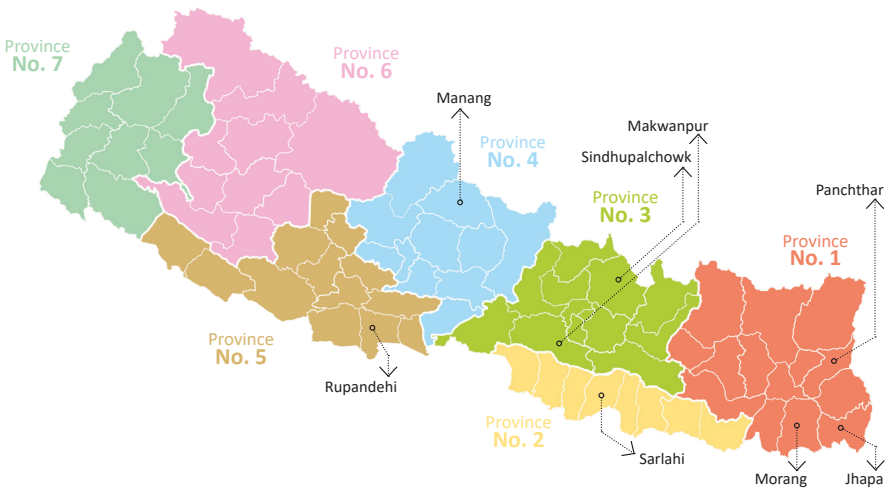 Province
No. 7
Province
No. 6
Manang
Province
No. 4
Makwanpur
Sindhupalchowk
Province
No. 3
Panchthar
Province
No. 1
Province
No. 5
Rupandehi
Province
No. 2
Sarlahi
Morang
Jhapa